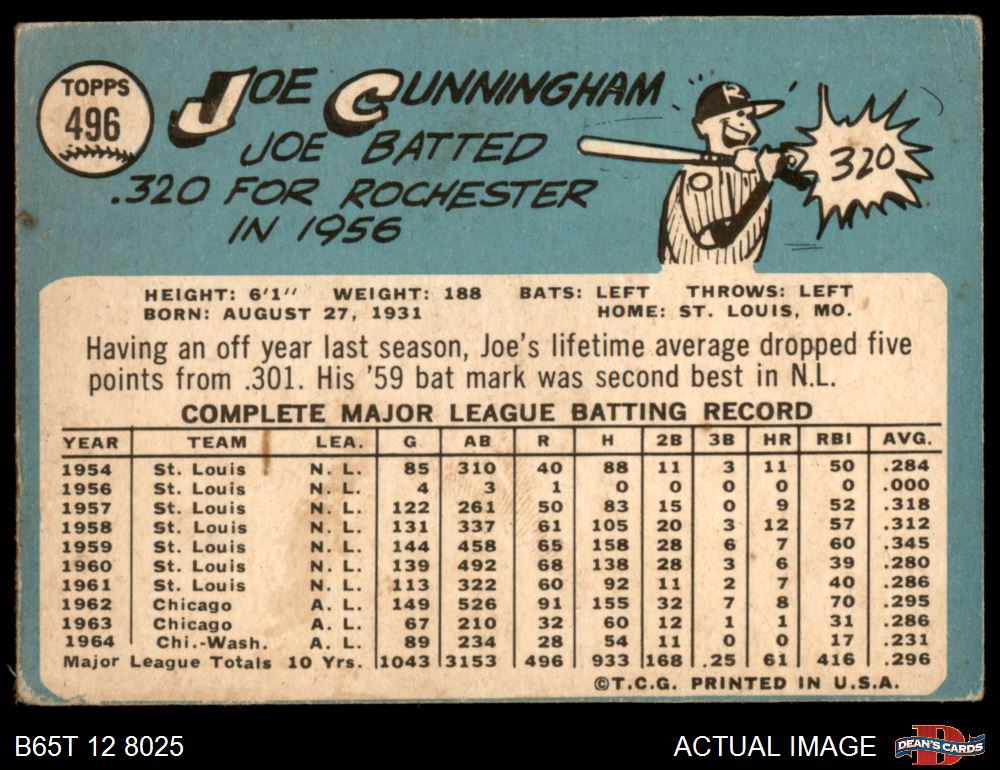 TOPPS
496
JOE CUNNINGHAM
JOE BATTED
.320 FOR ROCHESTER
IN 1956
R
320
HEIGHT: 6'1" WEIGHT: 188 BATS: LEFT THROWS: LEFT
BORN: AUGUST 27, 1931 HOME: ST. LOUIS, MO.
Having an off year last season, Joe's lifetime average dropped five
points from .301. His '59 bat mark was second best in N.L.
COMPLETE MAJOR LEAGUE BATTING RECORD
YEAR TEAM LEA. G AB R H 2B 3B HR RBI AVG.
1954 St. Louis N. L. 85 310 40 88 11 3 11 50 .284
1956 St. Louis N. L. 4 3 1 0 0 0 0 0 .000
1957 St. Louis N. L. 122 261 50 83 15 0 9 52 .318
1958 St. Louis N. L. 131 337 61 105 20 3 12 57 .312
1959 St. Louis N. L. 144 458 65 158 28 6 7 60 .345
1960 St. Louis N. L. 139 492 68 138 28 3 6 39 .280
1961 St. Louis N. L. 113 322 60 92 11 2 7 40 .286
1962 Chicago A. L. 149 526 91 155 32 7 8 70 .295
1963 Chicago A. L. 67 210 32 60 12 1 1 31 .286
1964 Chi.-Wash. A. L. 89 234 28 54 11 0 0 17 .231
Major League Totals 10 Yrs. 1043 3153 496 933 168 .25 61 416 .296
©T.C.G. PRINTED IN U.S.A.
B65T 12 8025 ACTUAL IMAGE DEAN'S CARDS